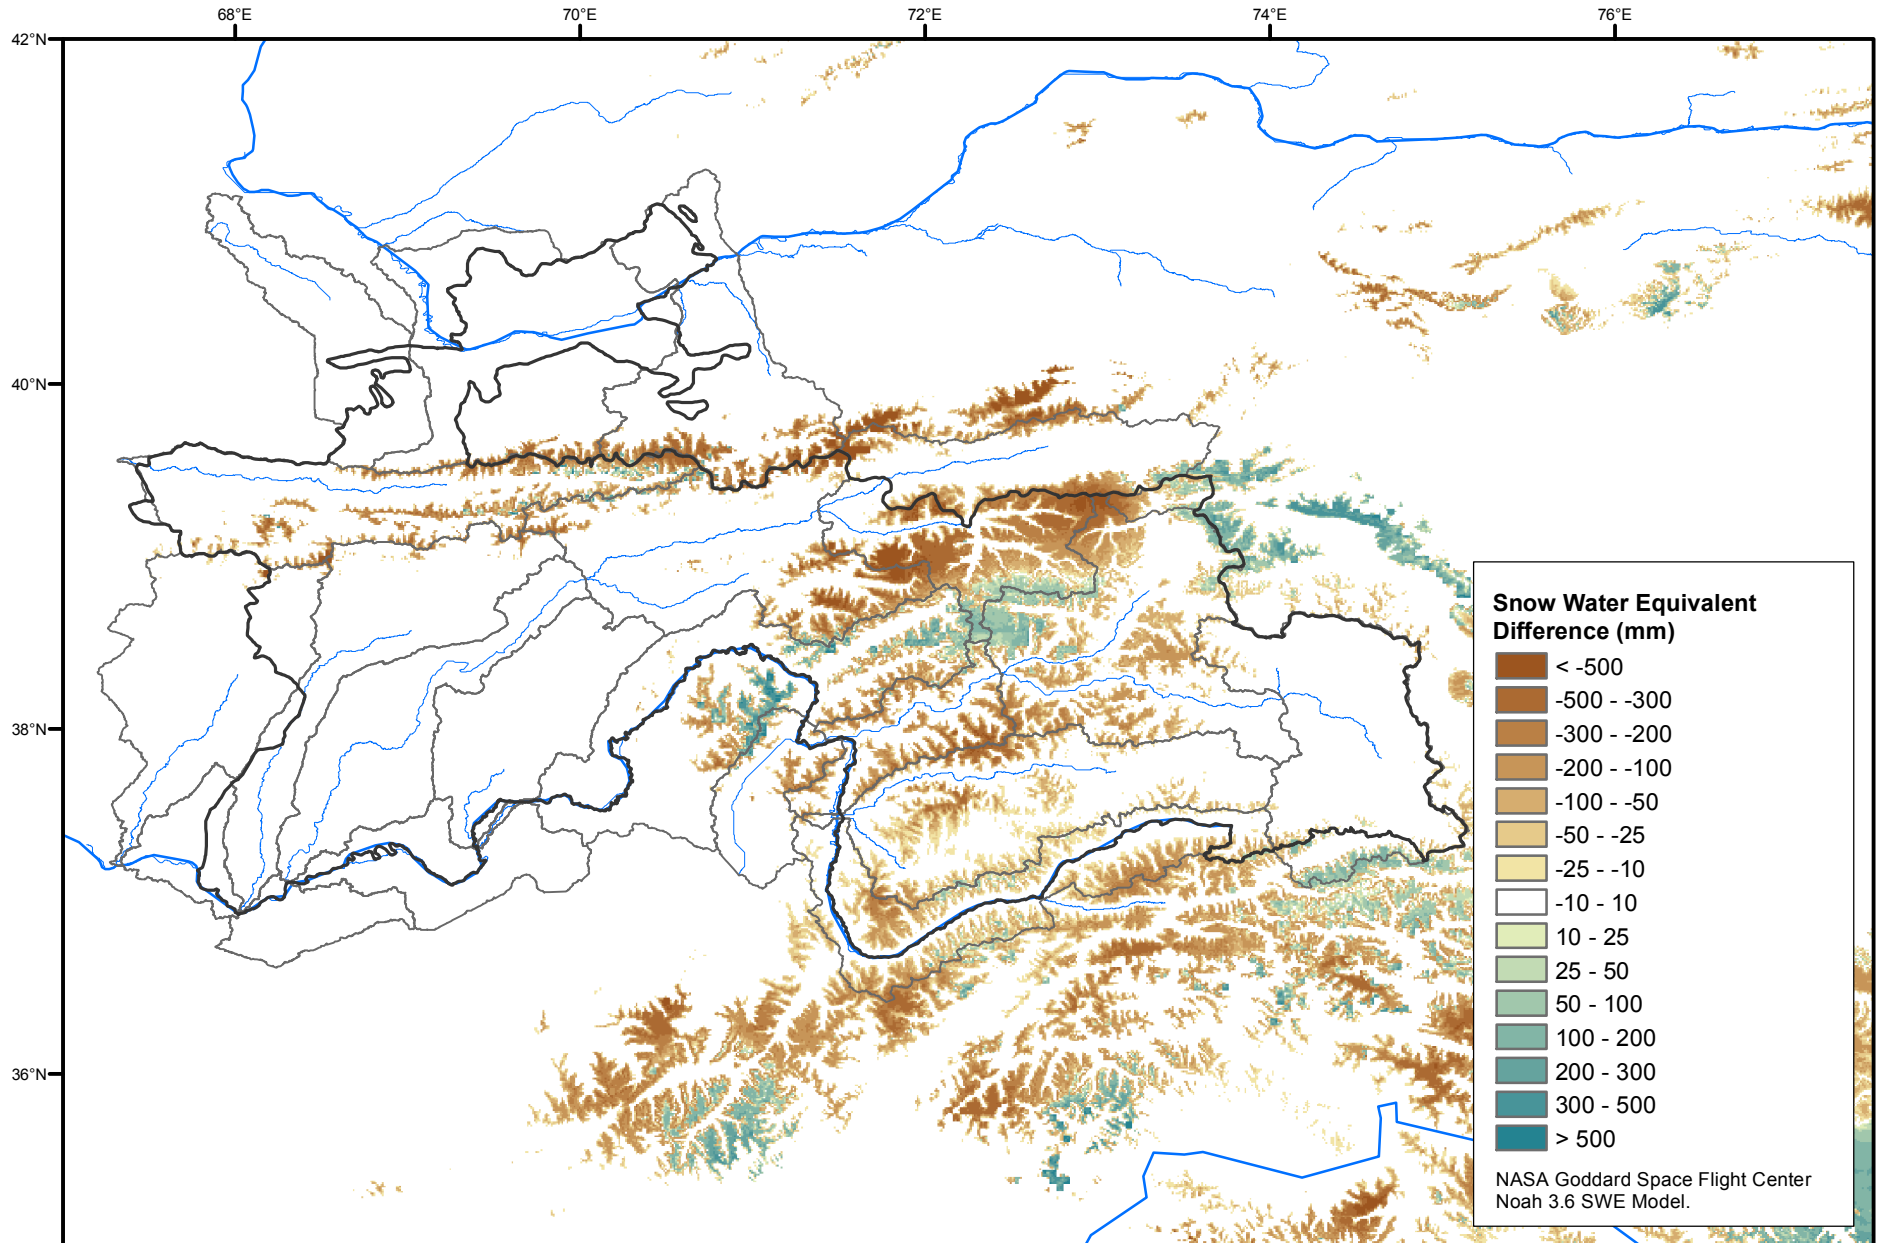 68°E 70°E 72°E 74°E 76°E
42°N
40°N
38°N
36°N
Snow Water Equivalent
Difference (mm)
< -500
-500 - -300
-300 - -200
-200 - -100
-100 - -50
-50 - -25
-25 - -10
-10 - 10
10 - 25
25 - 50
50 - 100
100 - 200
200 - 300
300 - 500
> 500
NASA Goddard Space Flight Center
Noah 3.6 SWE Model.